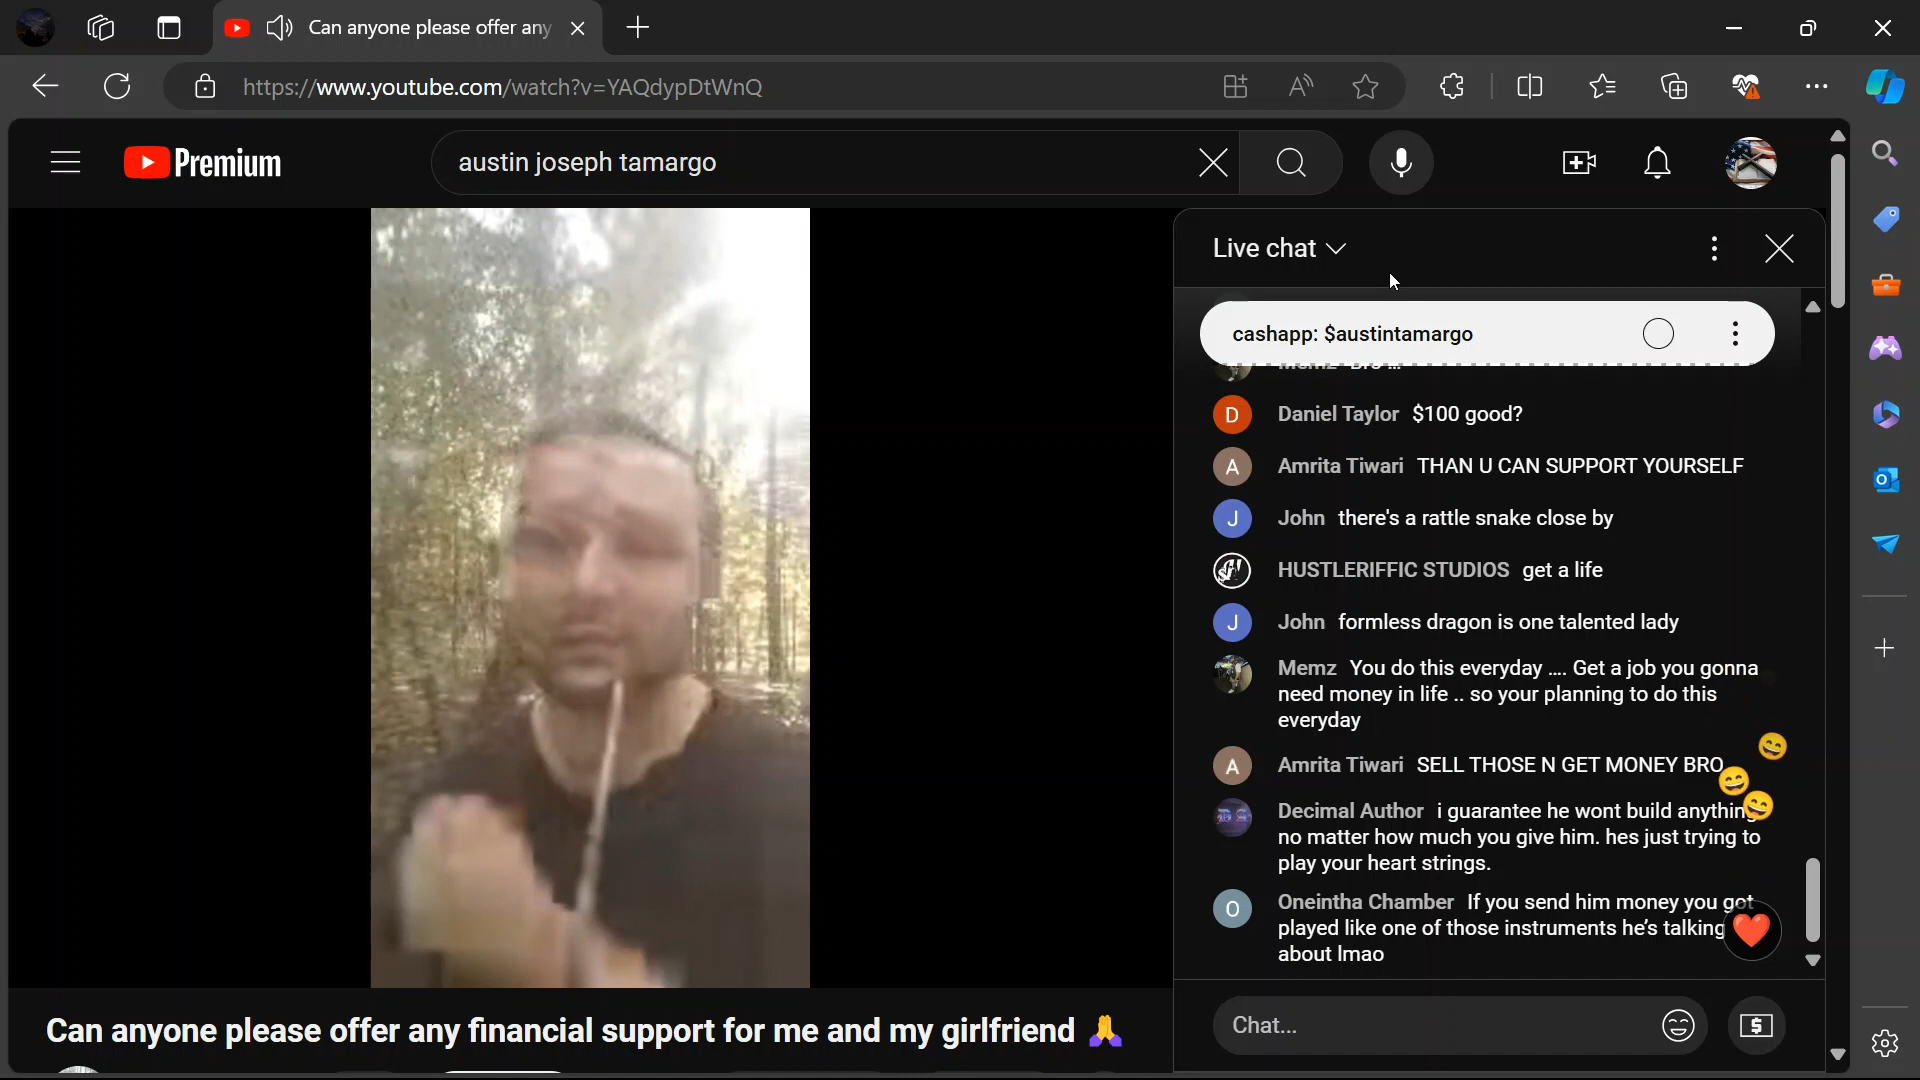 Can anyone please offer any
https://www.youtube.com/watch?v=YAQdypDtWnQ
Premium
austin joseph tamargo
Live chat
cashapp: $austintamargo
Daniel Taylor $100 good?
Amrita Tiwari THAN U CAN SUPPORT YOURSELF
John there's a rattle snake close by
HUSTLERIFFIC STUDIOS get a life
John formless dragon is one talented lady
Memz You do this everyday .... Get a job you gonna
need money in life .. so your planning to do this
everyday
Amrita Tiwari SELL THOSE N GET MONEY BRO
Decimal Author i guarantee he wont build anything
no matter how much you give him. hes just trying to
play your heart strings.
Oneintha Chamber If you send him money you got
played like one of those instruments he's talking
about lmao
Chat...
Can anyone please offer any financial support for me and my girlfriend 🙏